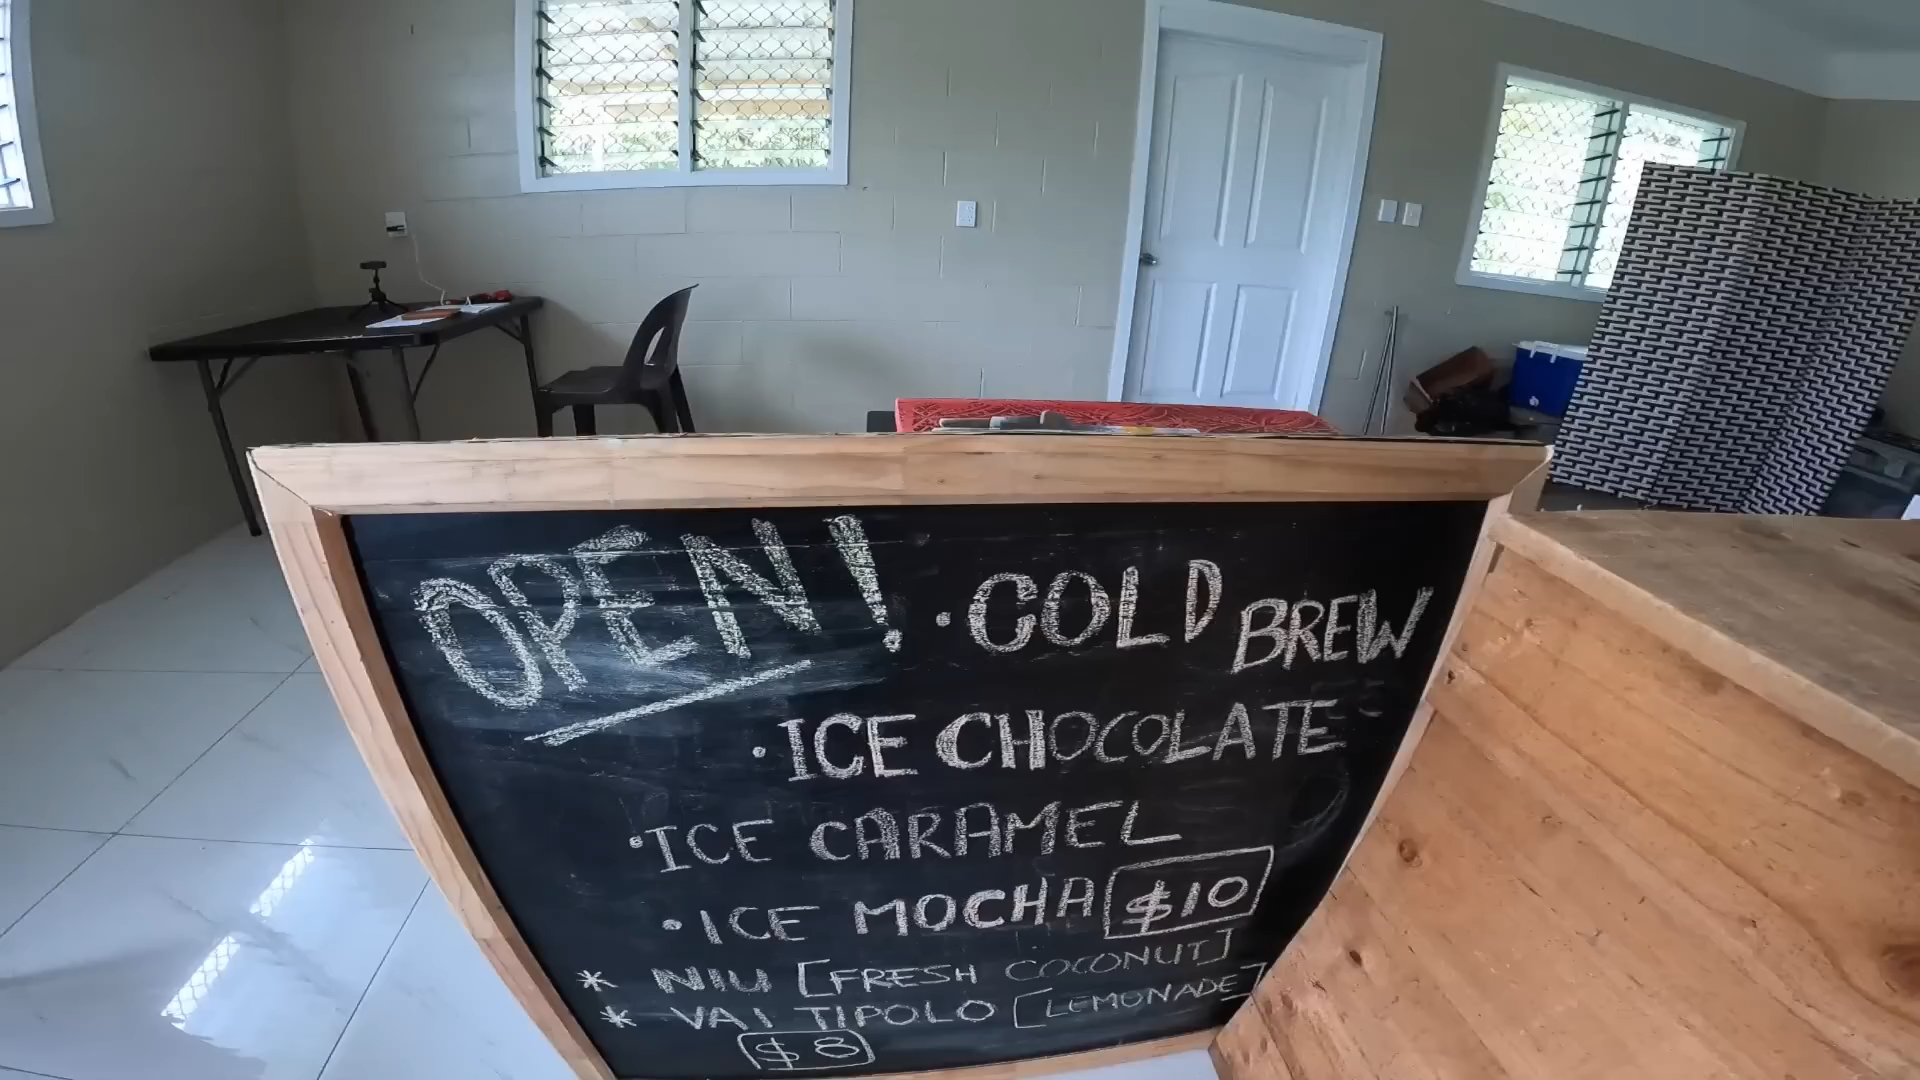 OPEN! · COLD BREW
· ICE CHOCOLATE
· ICE CARAMEL
· ICE MOCHA $10
* NIU [FRESH COCONUT]
* VAI TIPOLO [LEMONADE]
$8